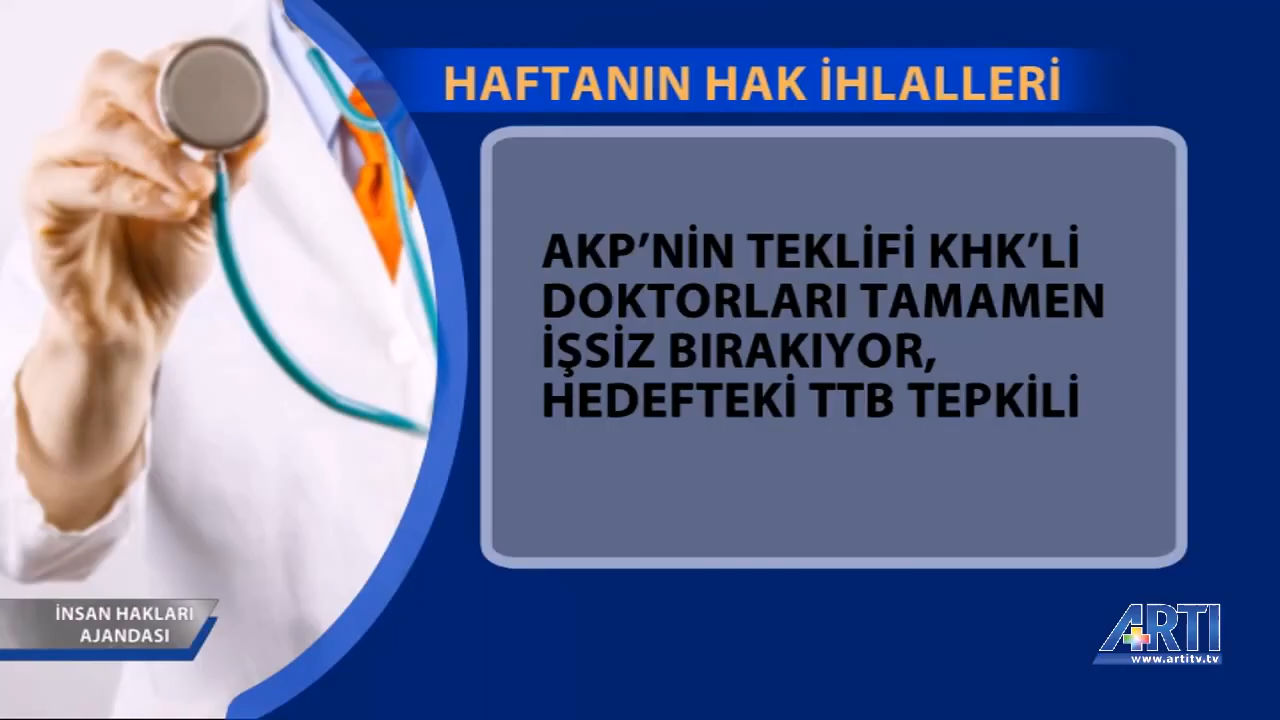 HAFTANIN HAK İHLALLERİ
AKP’NİN TEKLİFİ KHK’Lİ
DOKTORLARI TAMAMEN
İŞSİZ BIRAKIYOR,
HEDEFTEKİ TTB TEPKİLİ
İNSAN HAKLARI
AJANDASI
ARTI
www.artitv.tv